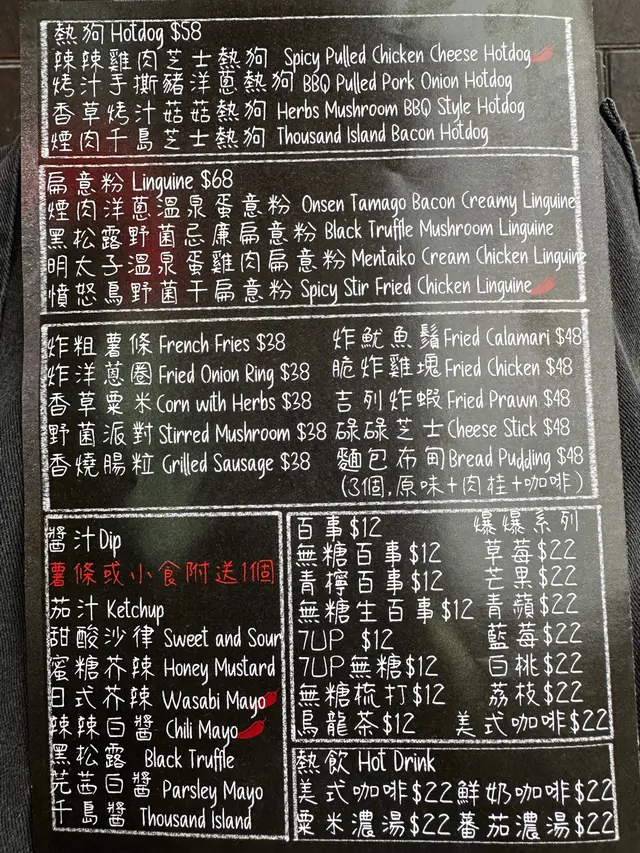 熱狗 Hotdog $58
辣辣雞肉芝士熱狗 Spicy Pulled Chicken Cheese Hotdog
烤汁手撕豬洋蔥熱狗 BBQ Pulled Pork Onion Hotdog
香草烤汁菇菇熱狗 Herbs Mushroom BBQ Style Hotdog
煙肉千島芝士熱狗 Thousand Island Bacon Hotdog
扁意粉 Linguine $68
煙肉洋蔥溫泉蛋意粉 Onsen Tamago Bacon Creamy Linguine
黑松露野菌忌廉扁意粉 Black Truffle Mushroom Linguine
明太子溫泉蛋雞肉扁意粉 Mentaiko Cream Chicken Linguine
憤怒鳥野菌干扁意粉 Spicy Stir Fried Chicken Linguine
炸粗薯條 French Fries $38
炸洋蔥圈 Fried Onion Ring $38
香草粟米 Corn with Herbs $38
野菌派對 Stirred Mushroom $38
香燒腸粒 Grilled Sausage $38
炸魷魚鬚 Fried Calamari $48
脆炸雞塊 Fried Chicken $48
吉列炸蝦 Fried Prawn $48
碌碌芝士 Cheese Stick $48
麵包布甸 Bread Pudding $48
(3個,原味+肉桂+咖啡)
醬汁 Dip
薯條或小食附送1個
茄汁 Ketchup
甜酸沙律 Sweet and Sour
蜜糖芥辣 Honey Mustard
日式芥辣 Wasabi Mayo
辣辣白醬 Chili Mayo
黑松露 Black Truffle
芫茜白醬 Parsley Mayo
千島醬 Thousand Island
百事 $12
無糖百事 $12
青檸百事 $12
無糖生百事 $12
7UP $12
7UP無糖 $12
無糖梳打 $12
烏龍茶 $12
爆爆系列
草莓 $22
芒果 $22
青蘋 $22
藍莓 $22
白桃 $22
荔枝 $22
美式咖啡 $22
熱飲 Hot Drink
美式咖啡 $22 鮮奶咖啡 $22
粟米濃湯 $22 蕃茄濃湯 $22